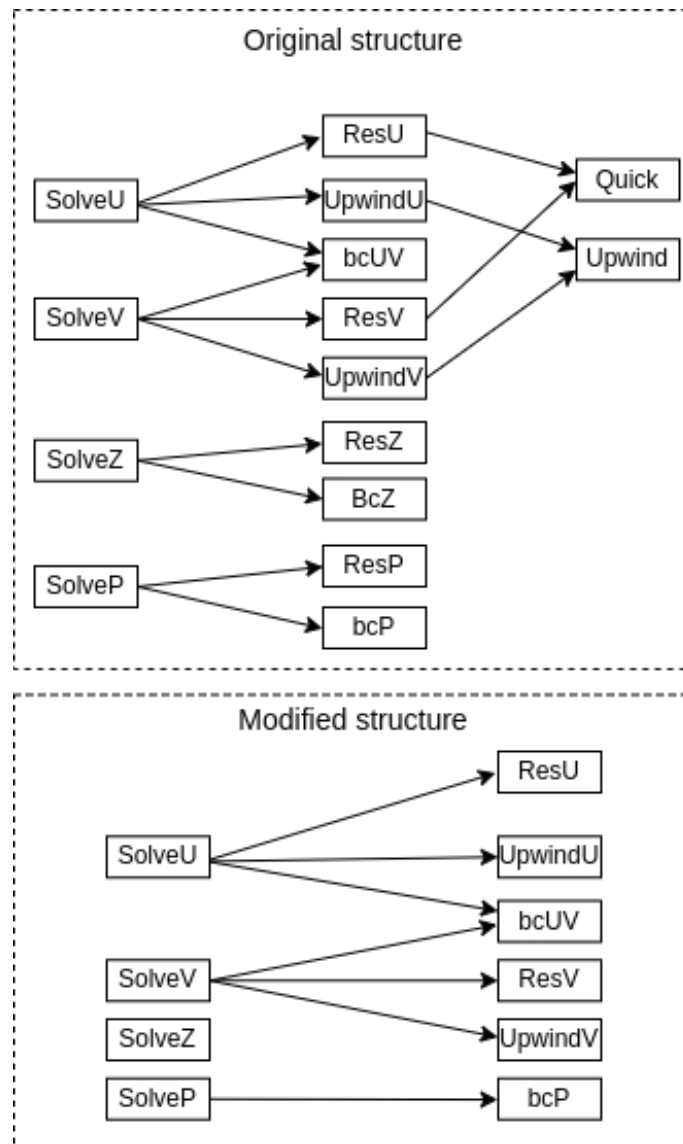 Original structure
ResU
Quick
SolveU
UpwindU
bcUV
Upwind
SolveV
ResV
UpwindV
SolveZ
ResZ
BcZ
SolveP
ResP
bcP
Modified structure
ResU
SolveU
UpwindU
bcUV
SolveV
ResV
SolveZ
UpwindV
SolveP
bcP